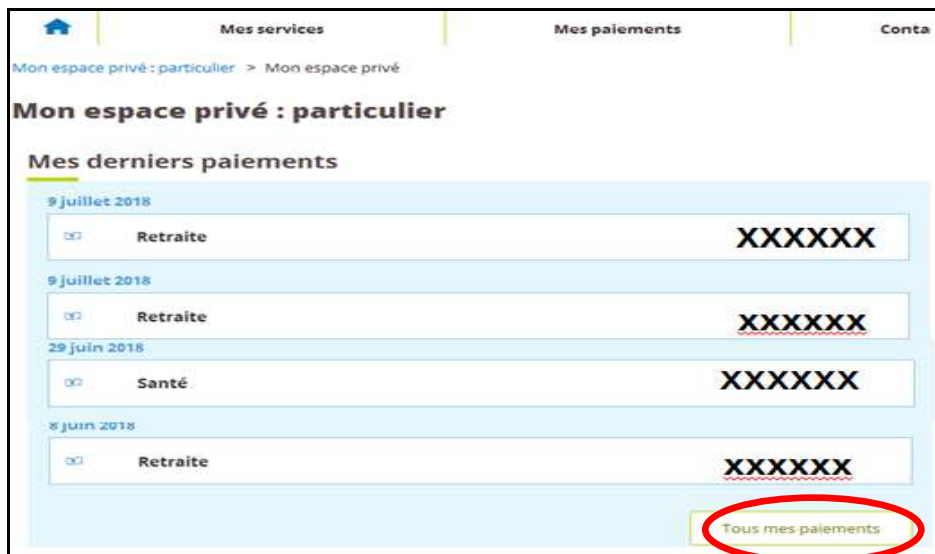 Mes services Mes paiements Conta
Mon espace privé : particulier > Mon espace privé
Mon espace privé : particulier
Mes derniers paiements
9 juillet 2018
Retraite XXXXXX
9 juillet 2018
Retraite XXXXXX
29 juin 2018
Santé XXXXXX
8 juin 2018
Retraite XXXXXX
Tous mes paiements